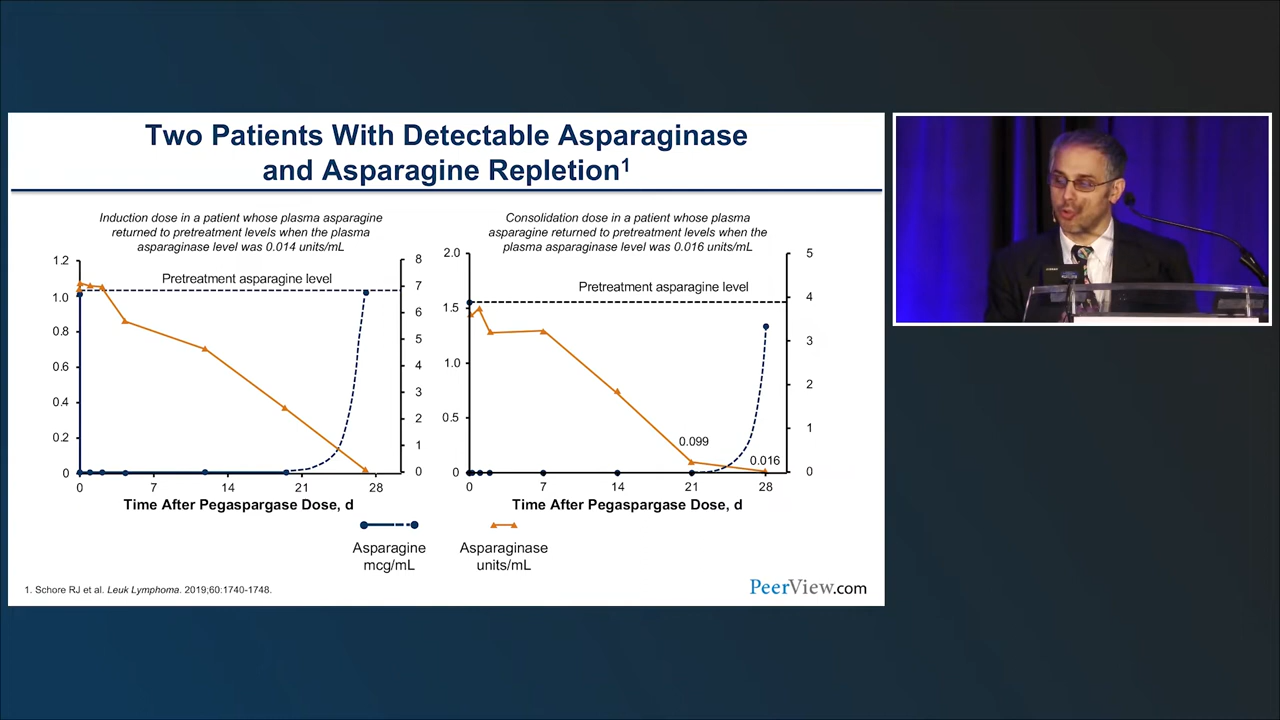 Two Patients With Detectable Asparaginase
and Asparagine Repletion1
Induction dose in a patient whose plasma asparagine
returned to pretreatment levels when the plasma
asparaginase level was 0.014 units/mL
1.2
1.0
0.8
0.6
0.4
0.2
0
8
7
6
5
4
3
2
1
0
Pretreatment asparagine level
0 7 14 21 28
Time After Pegaspargase Dose, d
Consolidation dose in a patient whose plasma
asparagine returned to pretreatment levels when the
plasma asparaginase level was 0.016 units/mL
2.0
1.5
1.0
0.5
0
5
4
3
2
1
0
Pretreatment asparagine level
0.099
0.016
0 7 14 21 28
Time After Pegaspargase Dose, d
Asparagine
mcg/mL
Asparaginase
units/mL
1. Schore RJ et al. Leuk Lymphoma. 2019;60:1740-1748.
PeerView.com